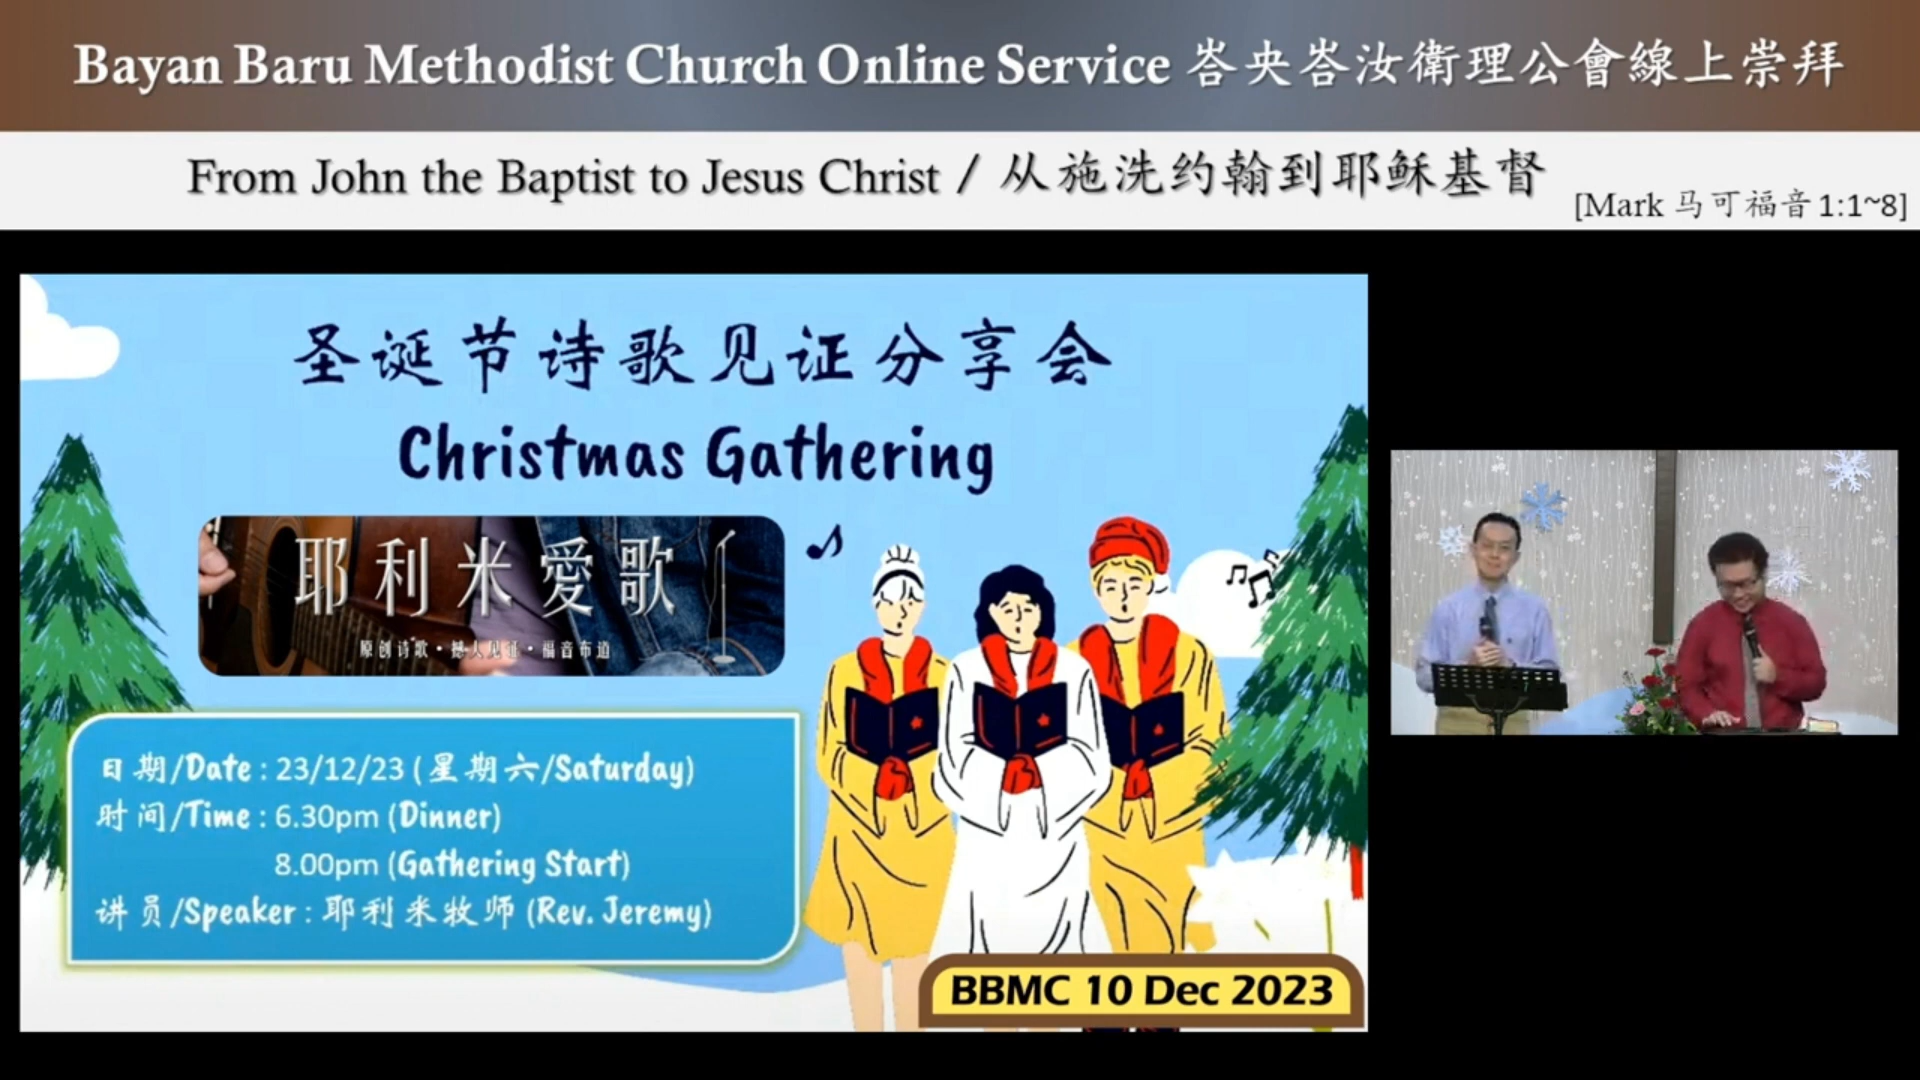 Bayan Baru Methodist Church Online Service 峇央峇汝衛理公會線上崇拜
From John the Baptist to Jesus Christ / 从施洗约翰到耶稣基督
[Mark 马可福音 1:1~8]
圣诞节诗歌见证分享会
Christmas Gathering
耶利米愛歌
原创诗歌・撼人见证・福音布道
日期/Date : 23/12/23 (星期六/Saturday)
时间/Time : 6.30pm (Dinner)
8.00pm (Gathering Start)
讲员/Speaker : 耶利米牧师 (Rev. Jeremy)
BBMC 10 Dec 2023